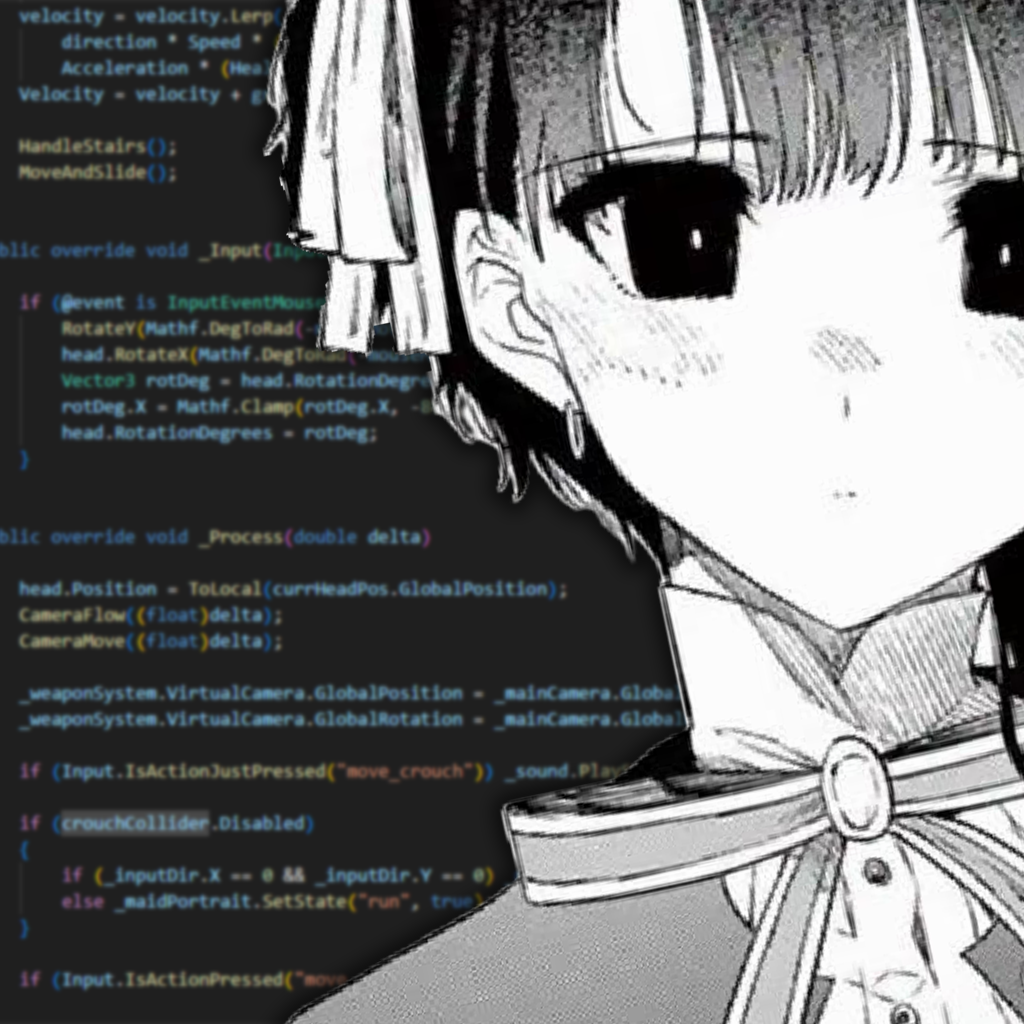 velocity = velocity.Lerp(
direction * Speed *
Acceleration * (Hea
Velocity = velocity + g
HandleStairs();
MoveAndSlide();
blic override void _Input(Inp
if (@event is InputEventMouse
RotateY(Mathf.DegToRad(-
head.RotateX(Mathf.DegToRad(
Vector3 rotDeg = head.RotationDegre
rotDeg.X = Mathf.Clamp(rotDeg.X, -8
head.RotationDegrees = rotDeg;
}
blic override void _Process(double delta)
head.Position = ToLocal(currHeadPos.GlobalPosition);
CameraFlow((float)delta);
CameraMove((float)delta);
_weaponSystem.VirtualCamera.GlobalPosition = _mainCamera.Globa
_weaponSystem.VirtualCamera.GlobalRotation = _mainCamera.Global
if (Input.IsActionJustPressed("move_crouch")) _sound.Play
if (crouchCollider.Disabled)
{
if (_inputDir.X == 0 && _inputDir.Y == 0)
else _maidPortrait.SetState("run", true)
}
if (Input.IsActionPressed("move